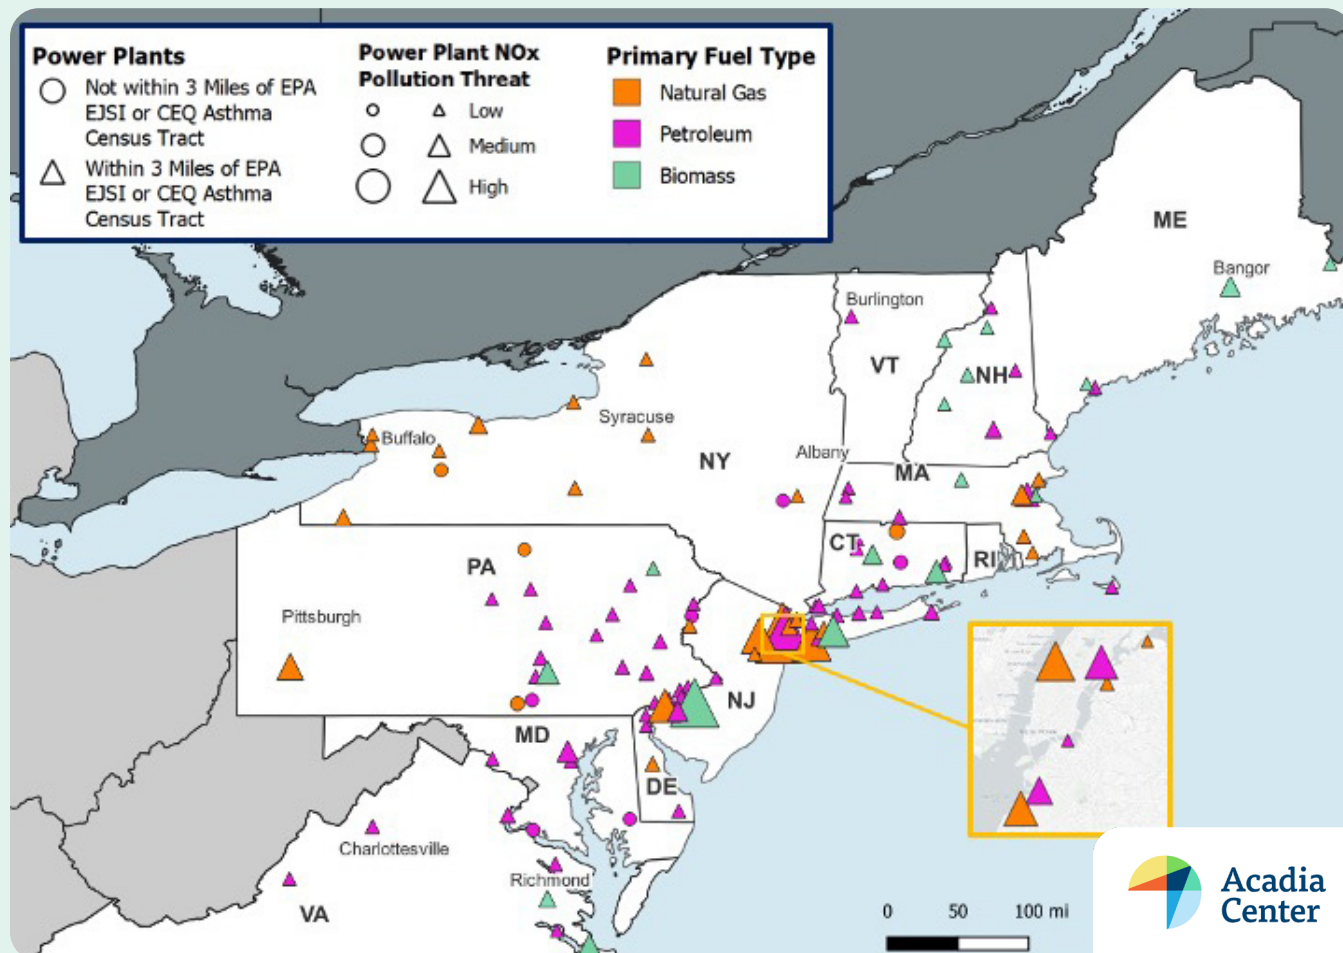 Power Plants
Not within 3 Miles of EPA
EJSI or CEQ Asthma
Census Tract
Within 3 Miles of EPA
EJSI or CEQ Asthma
Census Tract
Power Plant NOx
Pollution Threat
Low
Medium
High
Primary Fuel Type
Natural Gas
Petroleum
Biomass
ME
Bangor
Burlington
VT
NH
Syracuse
Buffalo
NY
Albany
MA
CT
RI
PA
Pittsburgh
NJ
MD
DE
Charlottesville
Richmond
VA
0 50 100 mi
Acadia
Center